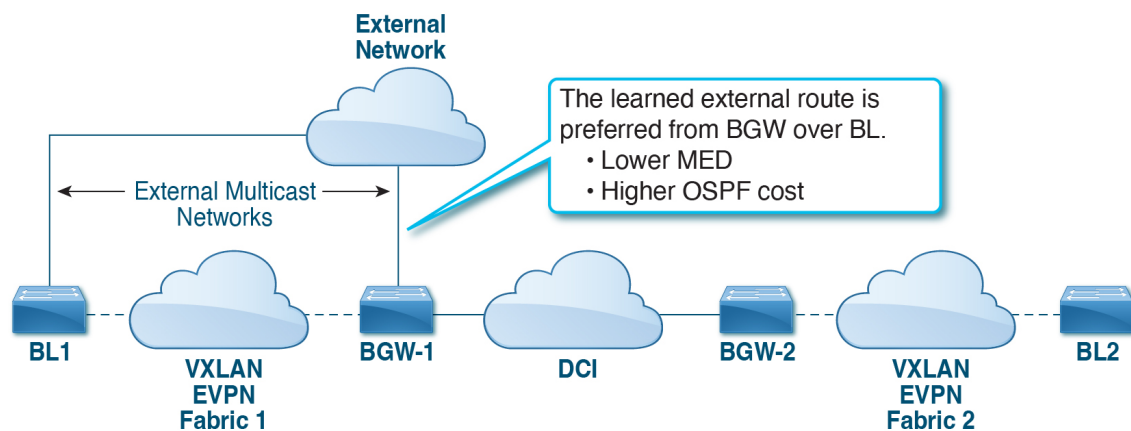 External
Network
The learned external route is
preferred from BGW over BL.
• Lower MED
• Higher OSPF cost
External Multicast
Networks
BL1
VXLAN
EVPN
Fabric 1
BGW-1
DCI
BGW-2
VXLAN
EVPN
Fabric 2
BL2